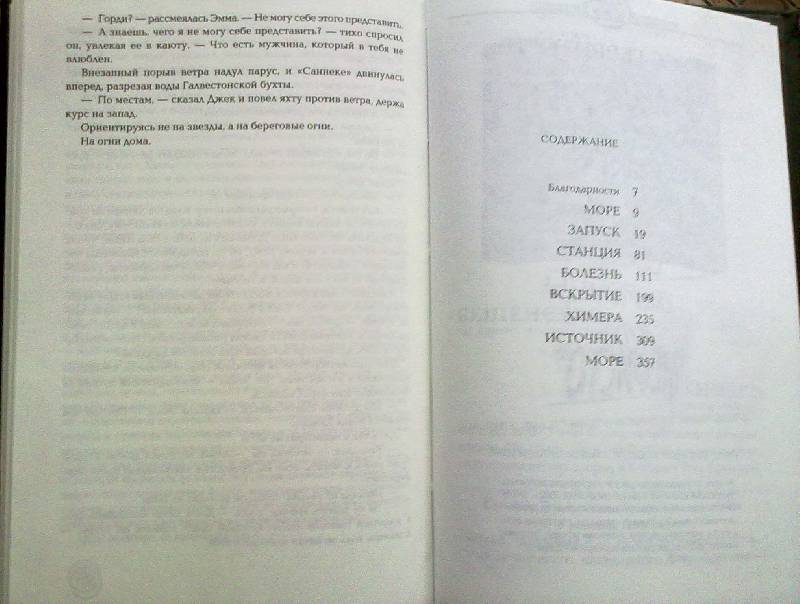 — Горди? — рассмеялась Эмма. — Не могу себе этого представить.
— А знаешь, чего я не могу себе представить? — тихо спросил
он, увлекая ее в каюту. — Что есть мужчина, который в тебя не
влюблен.
Внезапный порыв ветра надул парус, и «Саннеке» двинулась
вперед, разрезая воды Галвестонской бухты.
— По местам, — сказал Джек и повел яхту против ветра, держа
курс на запад.
Ориентируясь не на звезды, а на береговые огни.
На огни дома.
СОДЕРЖАНИЕ
Благодарности 7
МОРЕ 9
ЗАПУСК 19
СТАНЦИЯ 81
БОЛЕЗНЬ 111
ВСКРЫТИЕ 199
ХИМЕРА 235
ИСТОЧНИК 309
МОРЕ 357